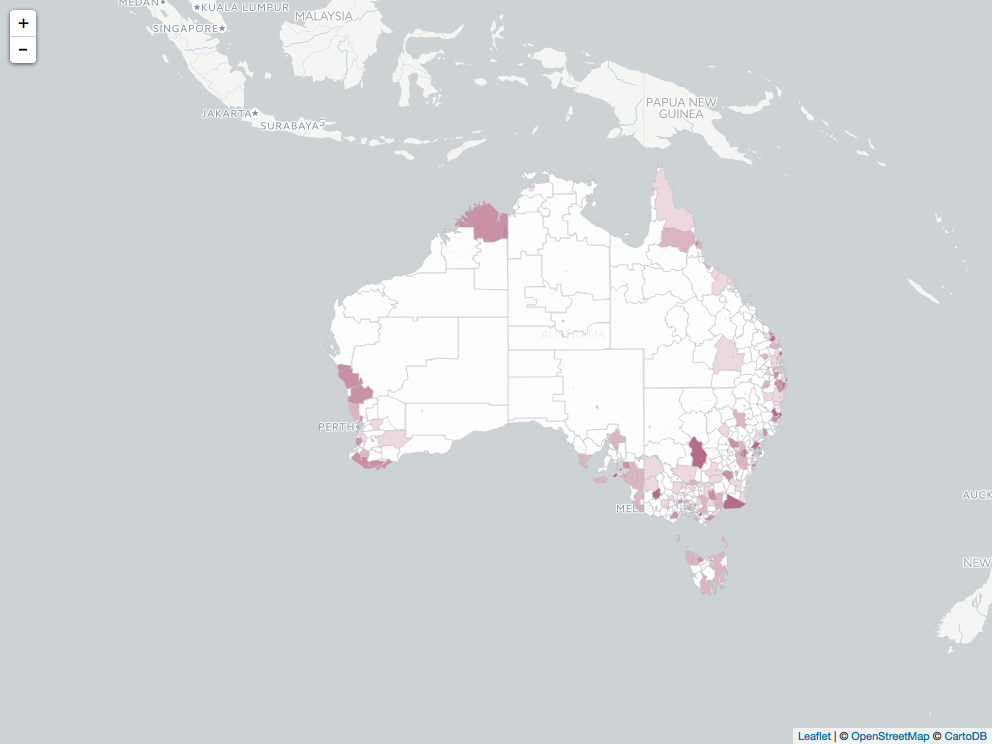 MEDAN
KUALA LUMPUR
MALAYSIA
+
−
SINGAPORE
JAKARTA
SURABAYA
PAPUA NEW
GUINEA
AUSTRALIA
PERTH
AUCK
MEL
NEW
Leaflet | © OpenStreetMap © CartoDB